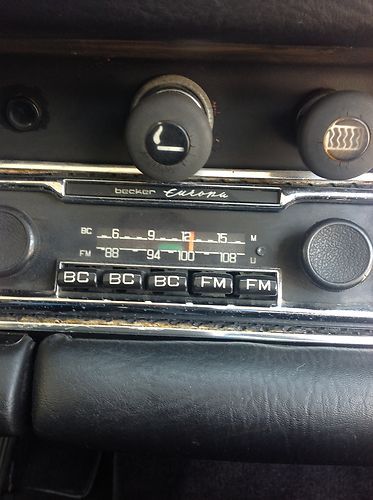 becker europa
BC 6 9 12 15 M
FM 88 94 100 108 U
BC BC BC FM FM